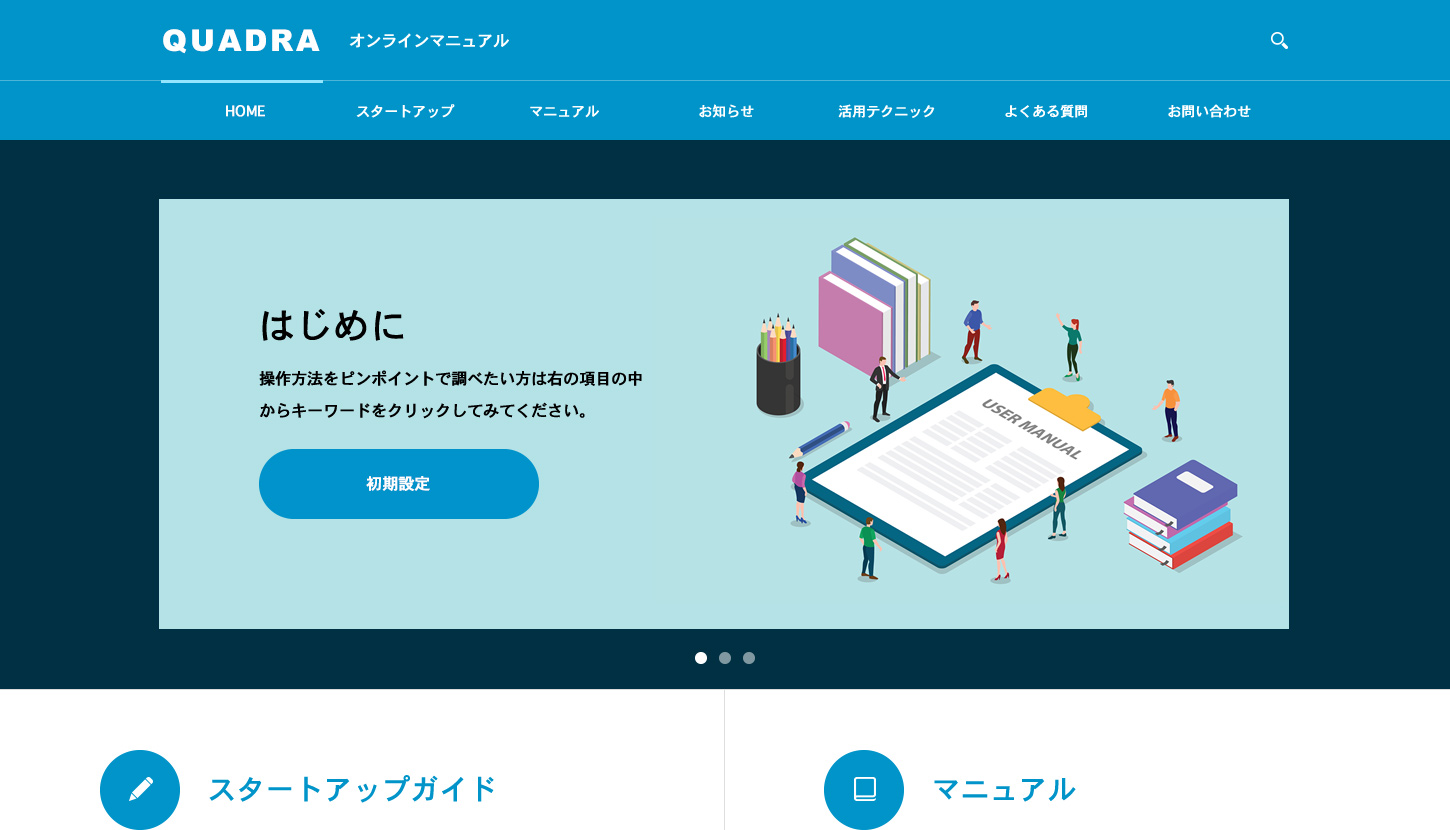 QUADRA オンラインマニュアル
HOME スタートアップ マニュアル お知らせ 活用テクニック よくある質問 お問い合わせ
はじめに
操作方法をピンポイントで調べたい方は右の項目の中
からキーワードをクリックしてみてください。
初期設定
USER MANUAL
スタートアップガイド
マニュアル